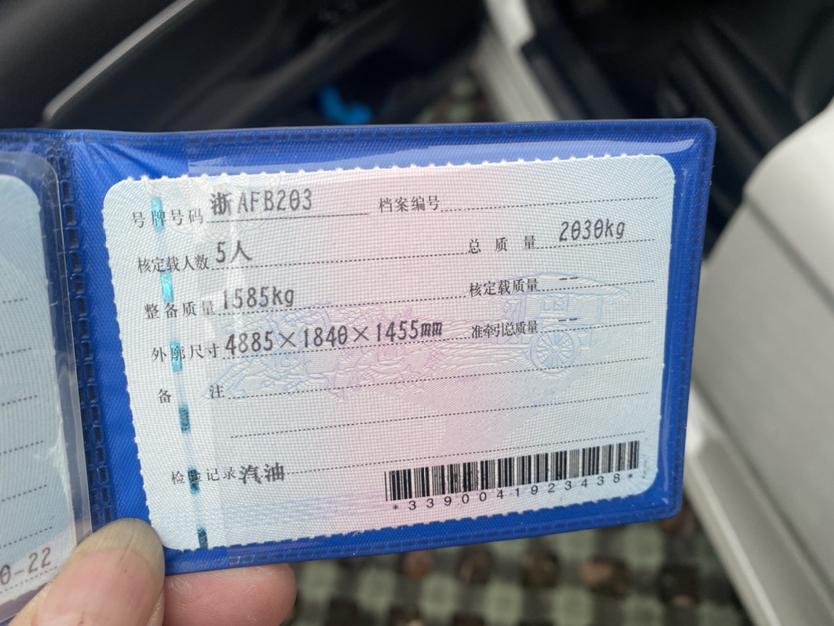 号牌号码 浙AFB203 档案编号
核定载人数 5人 总质量 2030kg
整备质量 1585kg 核定载质量 --
外廓尺寸 4885×1840×1455mm 准牵引总质量 --
备注
检验记录 汽油
*3390041923438*
0-22